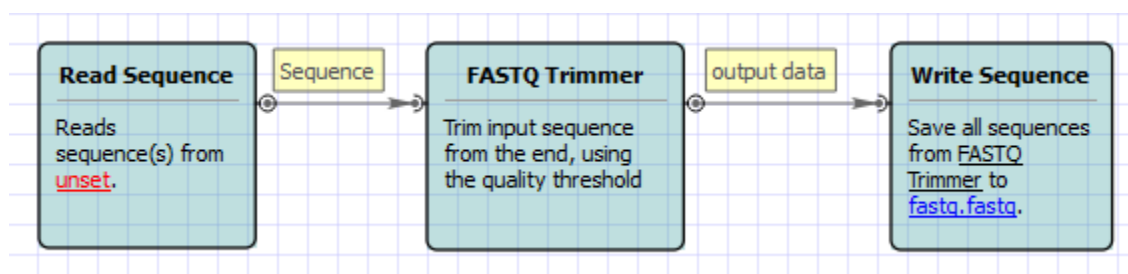 Read Sequence
Reads
sequence(s) from
unset.
Sequence
FASTQ Trimmer
Trim input sequence
from the end, using
the quality threshold
output data
Write Sequence
Save all sequences
from FASTQ
Trimmer to
fastq.fastq.